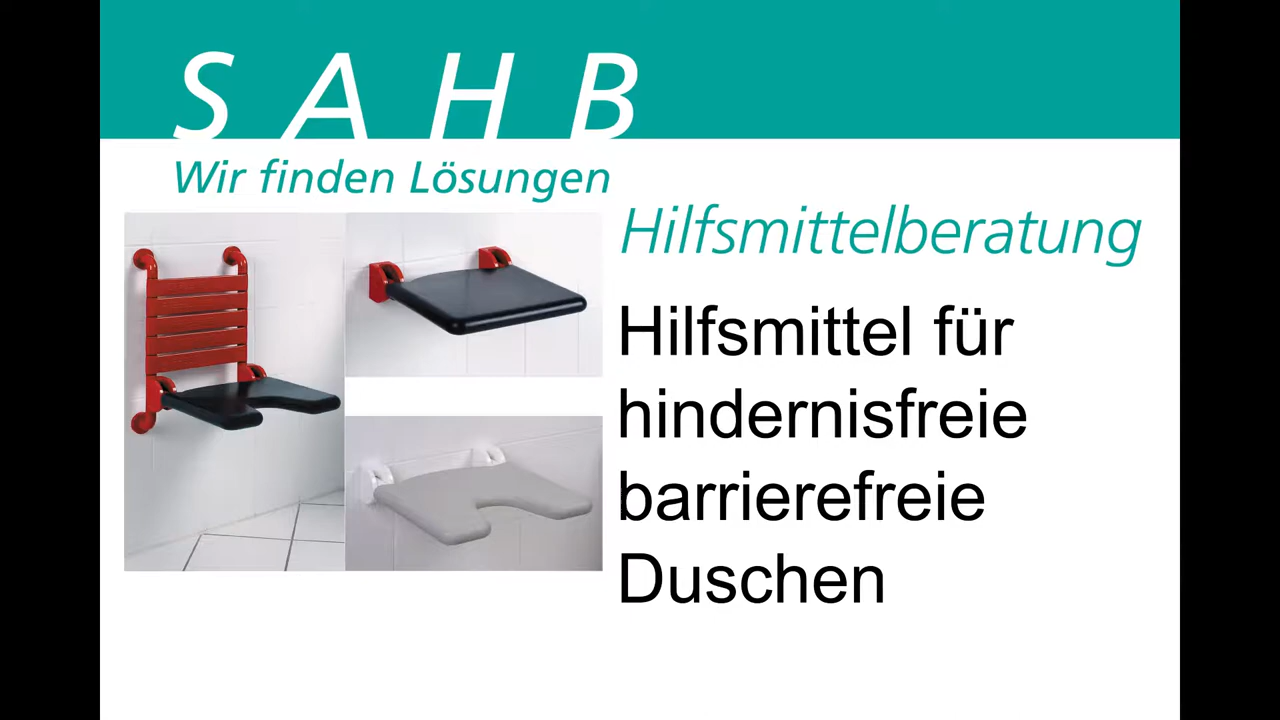 S A H B
Wir finden Lösungen
Hilfsmittelberatung
Hilfsmittel für
hindernisfreie
barrierefreie
Duschen